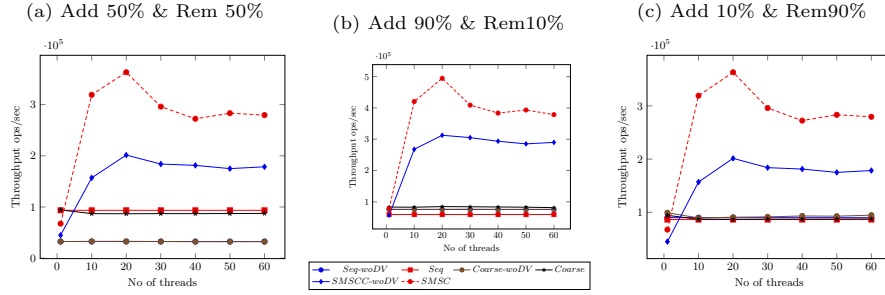 (a) Add 50% & Rem 50%
(b) Add 90% & Rem10%
(c) Add 10% & Rem90%
·10^5
Throughput ops/sec
3
2
1
0
0 10 20 30 40 50 60
No of threads
·10^5
Throughput ops/sec
5
4
3
2
1
0 10 20 30 40 50 60
No of threads
Seq-woDV Seq Coarse-woDV Coarse
SMSCC-woDV SMSC
·10^5
Throughput ops/sec
3
2
1
0 10 20 30 40 50 60
No of threads